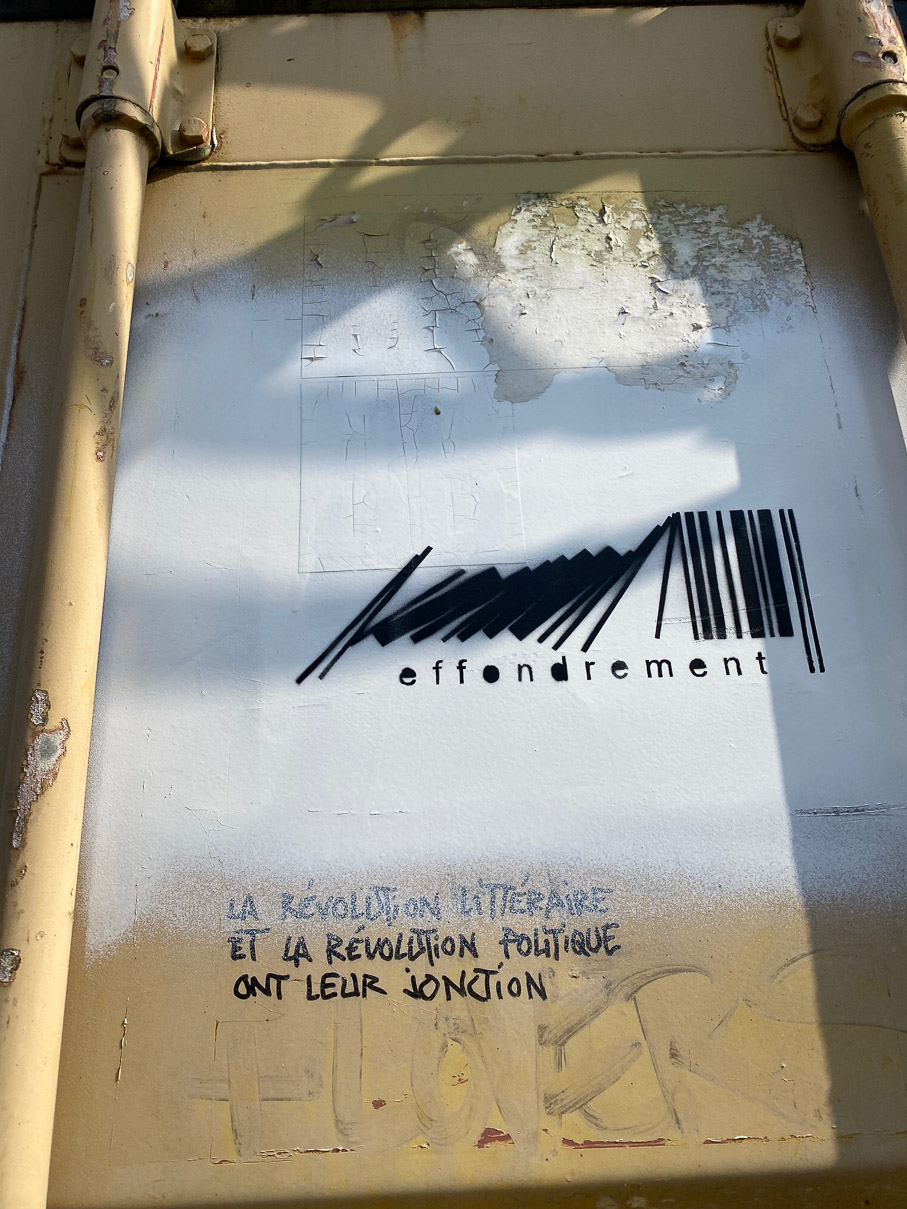 effondrement
LA RÉVOLUTION LITTÉRAIRE
ET LA RÉVOLUTION POLITIQUE
ONT LEUR JONCTION